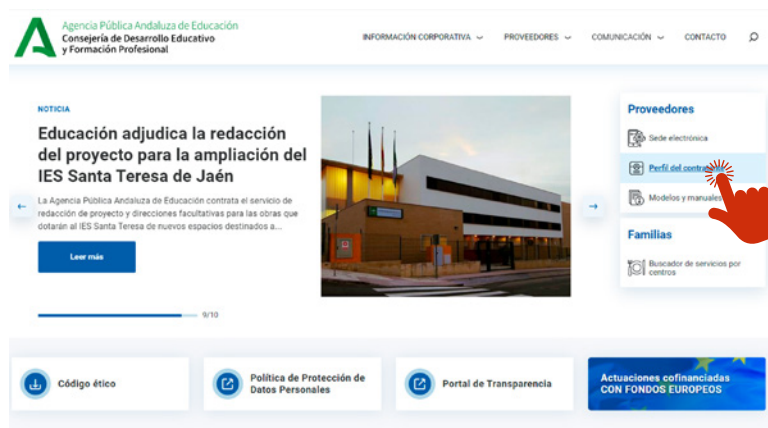 Agencia Pública Andaluza de Educación
Consejería de Desarrollo Educativo
y Formación Profesional
INFORMACIÓN CORPORATIVA
PROVEEDORES
COMUNICACIÓN
CONTACTO
NOTICIA
Educación adjudica la redacción
del proyecto para la ampliación del
IES Santa Teresa de Jaén
La Agencia Pública Andaluza de Educación contrata el servicio de
redacción de proyecto y direcciones facultativas para las obras que
dotarán al IES Santa Teresa de nuevos espacios destinados a...
Leer más
9/10
Proveedores
Sede electrónica
Perfil del contratante
Modelos y manuales
Familias
Buscador de servicios por
centros
Código ético
Política de Protección de
Datos Personales
Portal de Transparencia
Actuaciones cofinanciadas
CON FONDOS EUROPEOS